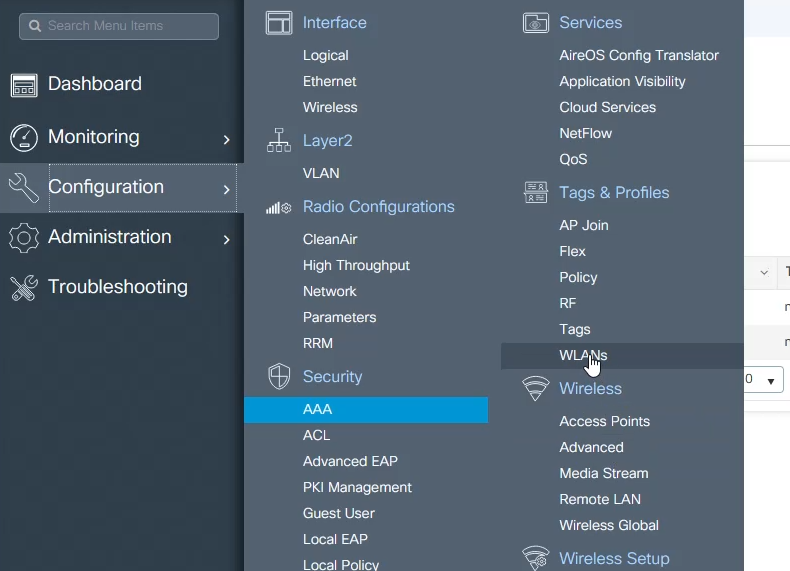 Search Menu Items
Dashboard
Monitoring
Configuration
Administration
Troubleshooting
Interface
Logical
Ethernet
Wireless
Layer2
VLAN
Radio Configurations
CleanAir
High Throughput
Network
Parameters
RRM
Security
AAA
ACL
Advanced EAP
PKI Management
Guest User
Local EAP
Local Policy
Services
AireOS Config Translator
Application Visibility
Cloud Services
NetFlow
QoS
Tags & Profiles
AP Join
Flex
Policy
RF
Tags
WLANs
Wireless
Access Points
Advanced
Media Stream
Remote LAN
Wireless Global
Wireless Setup
0